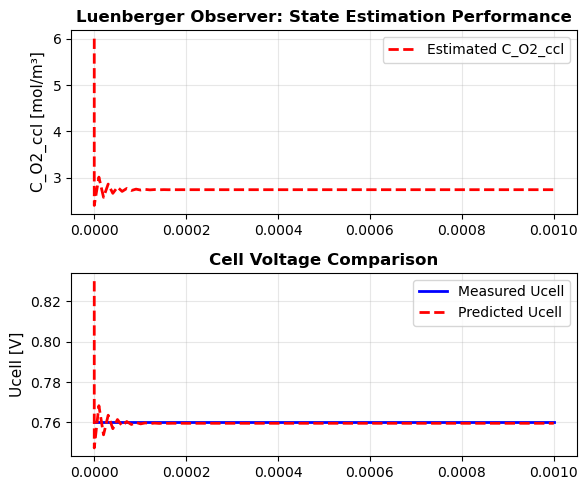 Luenberger Observer: State Estimation Performance
6
5
4
3
C_O2_ccl [mol/m³]
Estimated C_O2_ccl
0.0000 0.0002 0.0004 0.0006 0.0008 0.0010
Cell Voltage Comparison
0.82
0.80
0.78
0.76
Ucell [V]
Measured Ucell
Predicted Ucell
0.0000 0.0002 0.0004 0.0006 0.0008 0.0010